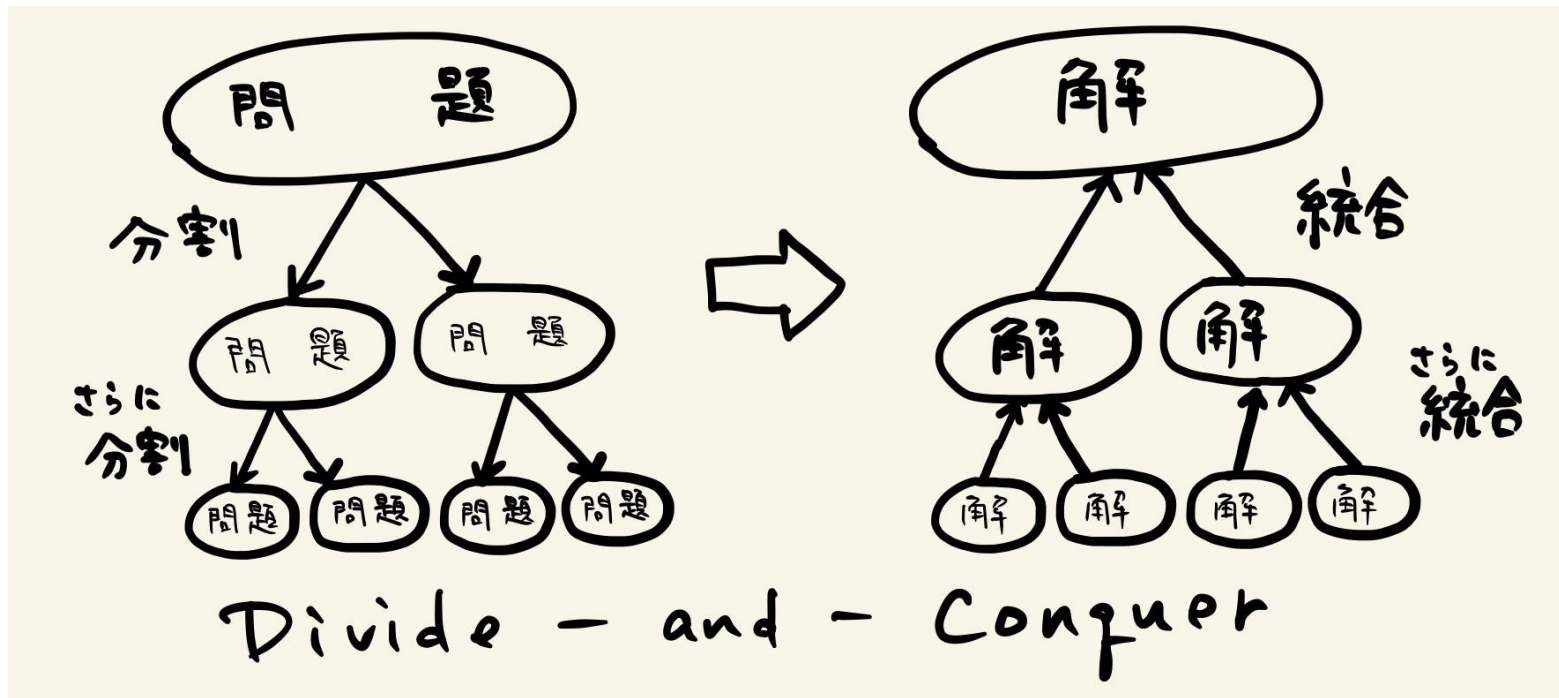 問 題
分割
問 題
問 題
さらに
分割
問題
問題
問題
問題
解
統合
解
解
さらに
統合
解
解
解
解
Divide - and - Conquer